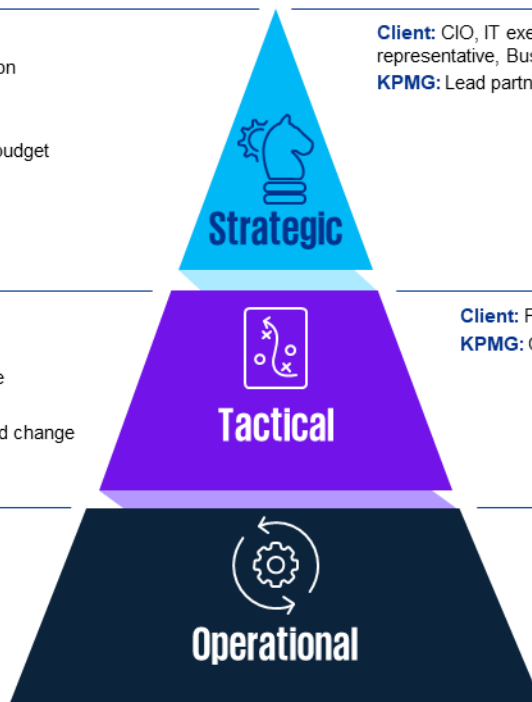 on
budget
Client: CIO, IT exe
representative, Bus
KPMG: Lead partn
Strategic
e
d change
Client: F
KPMG:
Tactical
Operational